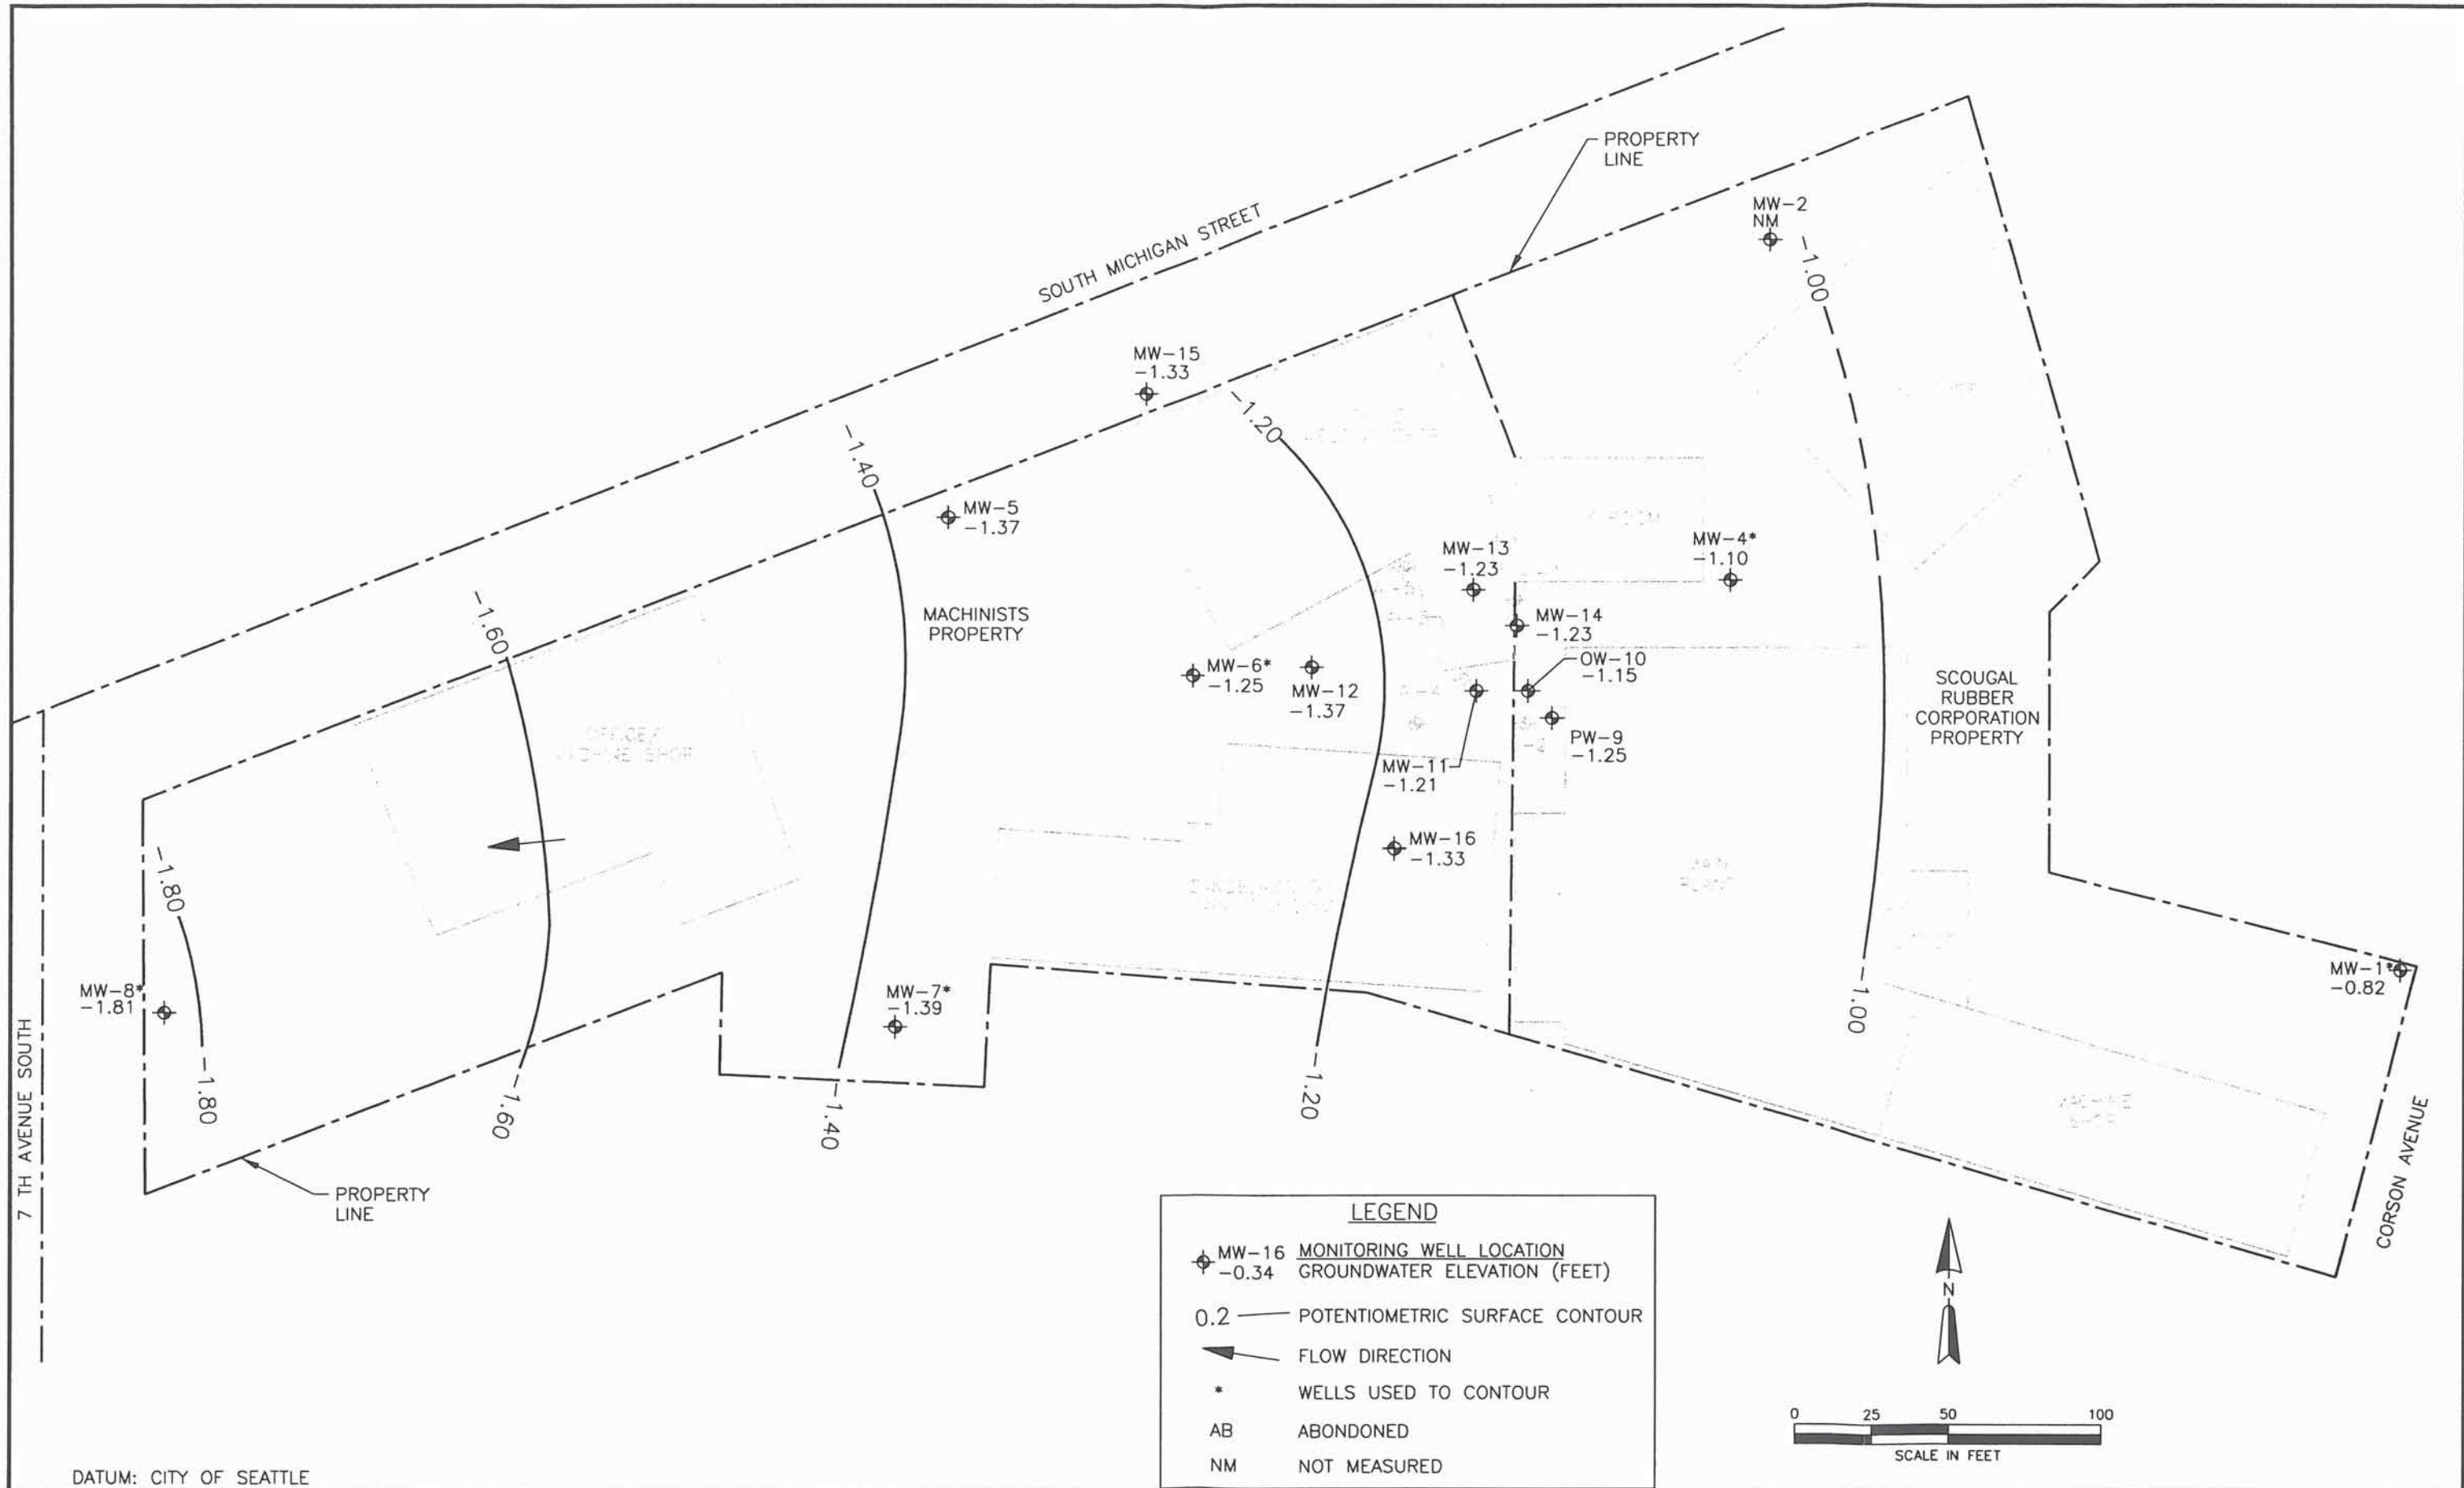 PROPERTY
LINE
MW-2
NM
-1.00
SOUTH MICHIGAN STREET
MW-15
-1.33
-1.20
-1.40
MW-5
-1.37
MW-13
-1.23
MW-4*
-1.10
-1.60
MACHINISTS
PROPERTY
MW-14
-1.23
MW-6*
-1.25
MW-12
-1.37
OW-10
-1.15
SCOUGAL
RUBBER
CORPORATION
PROPERTY
OFFICE/
MACHINE SHOP
PW-9
-1.25
MW-11
-1.21
MW-16
-1.33
MAIN
PLANT
-1.80
MW-8*
-1.81
MW-7*
-1.39
MW-1*
-0.82
-1.00
-1.80
-1.60
-1.40
-1.20
7 TH AVENUE SOUTH
CORSON AVENUE
PROPERTY
LINE
LEGEND
MW-16 MONITORING WELL LOCATION
-0.34 GROUNDWATER ELEVATION (FEET)
0.2 POTENTIOMETRIC SURFACE CONTOUR
FLOW DIRECTION
* WELLS USED TO CONTOUR
AB ABONDONED
NM NOT MEASURED
N
0 25 50 100
SCALE IN FEET
DATUM: CITY OF SEATTLE